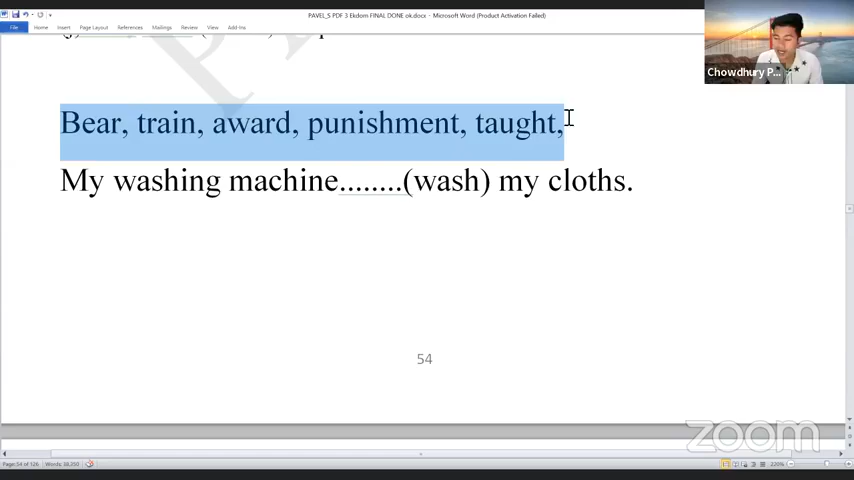 PAVEL_S PDF 3 Ekdom FINAL DONE ok.docx - Microsoft Word (Product Activation Failed)
File Home Insert Page Layout References Mailings Review View Add-Ins
Chowdhury P...
Bear, train, award, punishment, taught,
My washing machine........(wash) my cloths.
54
zoom
Page: 54 of 126 Words: 38,350
220%